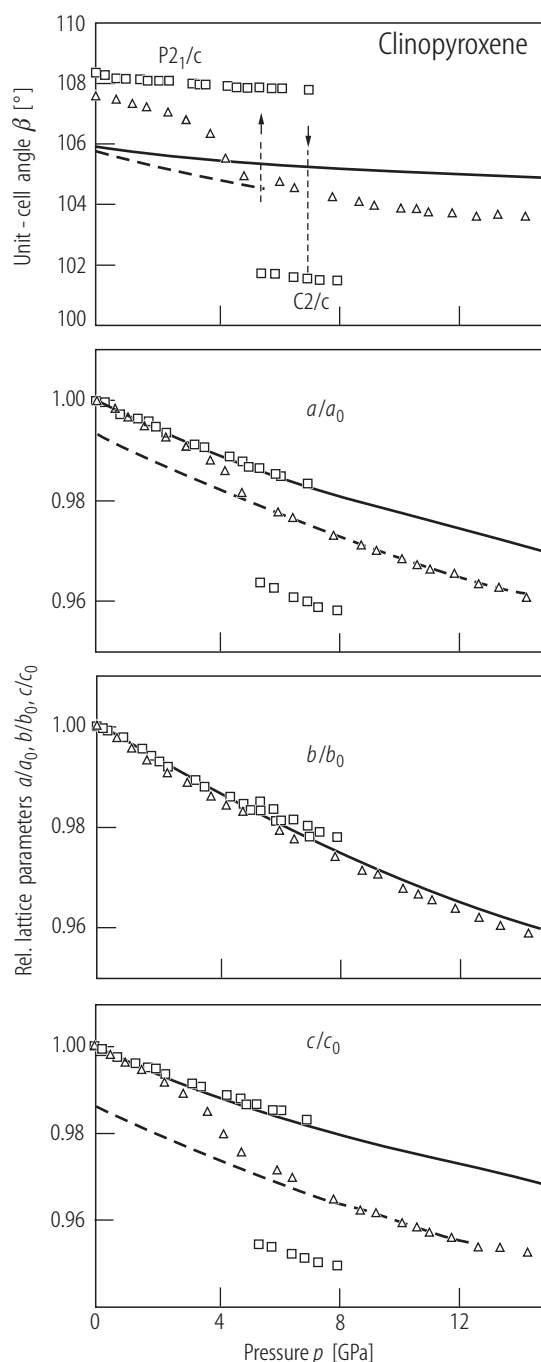 Clinopyroxene
Unit - cell angle β [°]
110
108
106
104
102
100
P2₁/c
C2/c
Rel. lattice parameters a/a₀, b/b₀, c/c₀
1.00
0.98
0.96
a/a₀
1.00
0.98
0.96
b/b₀
1.00
0.98
0.96
c/c₀
0 4 8 12
Pressure p [GPa]